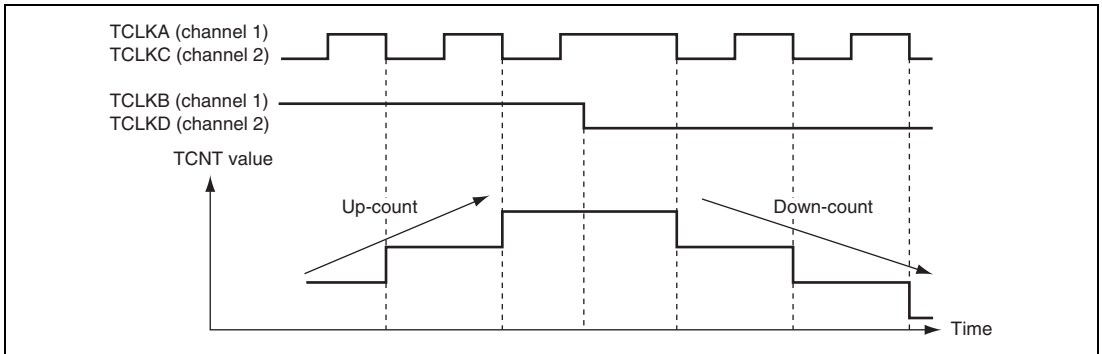 TCLKA (channel 1)
TCLKC (channel 2)
TCLKB (channel 1)
TCLKD (channel 2)
TCNT value
Up-count
Down-count
Time